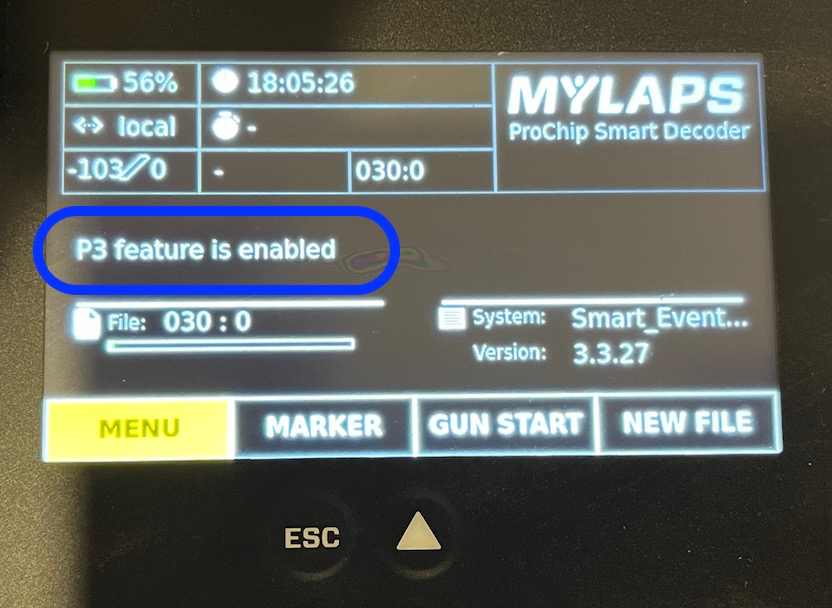 56%
18:05:26
MYLAPS
ProChip Smart Decoder
local
-
-103/0
-
030:0
P3 feature is enabled
File: 030 : 0
System: Smart_Event...
Version: 3.3.27
MENU
MARKER
GUN START
NEW FILE
ESC